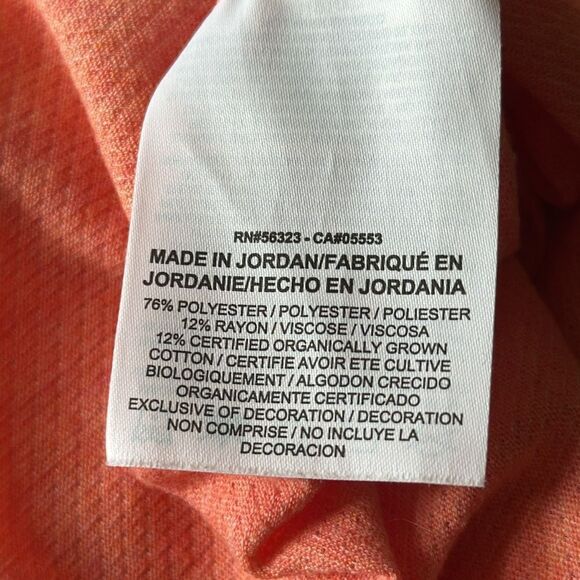 RN#56323 - CA#05553
MADE IN JORDAN/FABRIQUÉ EN
JORDANIE/HECHO EN JORDANIA
76% POLYESTER / POLYESTER / POLIESTER
12% RAYON / VISCOSE / VISCOSA
12% CERTIFIED ORGANICALLY GROWN
COTTON / CERTIFIE AVOIR ETE CULTIVE
BIOLOGIQUEMENT / ALGODON CRECIDO
ORGANICAMENTE CERTIFICADO
EXCLUSIVE OF DECORATION / DECORATION
NON COMPRISE / NO INCLUYE LA
DECORACION